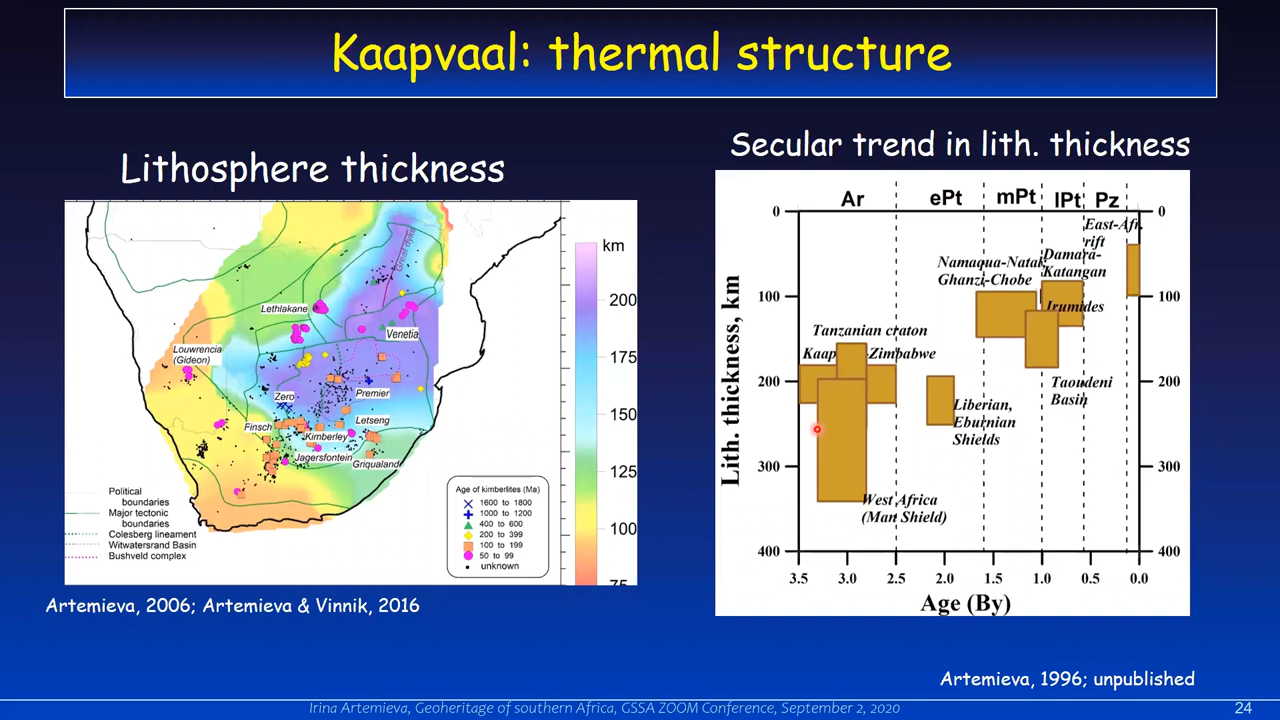 Kaapvaal: thermal structure
Lithosphere thickness
Great dyke
Lethlakane
Venetia
Louwrencia
(Gideon)
Zero
Premier
Finsch
Letseng
Kimberley
Jagersfontein
Griqualand
km
200
175
150
125
100
75
Political
boundaries
Major tectonic
boundaries
Colesberg lineament
Witwatersrand Basin
Bushveld complex
Age of kimberlites (Ma)
1600 to 1800
1000 to 1200
400 to 600
200 to 399
100 to 199
50 to 99
unknown
Artemieva, 2006; Artemieva & Vinnik, 2016
Secular trend in lith. thickness
Ar ePt mPt lPt Pz
0 0
100 100
200 200
300 300
400 400
Lith. thickness, km
East-Afr.
rift
Namaqua-Natal,
Ghanzi-Chobe
Damara-
Katangan
Irumides
Tanzanian craton
Kaap Zimbabwe
Taoudeni
Basin
Liberian,
Eburnian
Shields
West Africa
(Man Shield)
3.5 3.0 2.5 2.0 1.5 1.0 0.5 0.0
Age (By)
Artemieva, 1996; unpublished
Irina Artemieva, Geoheritage of southern Africa, GSSA ZOOM Conference, September 2, 2020
24